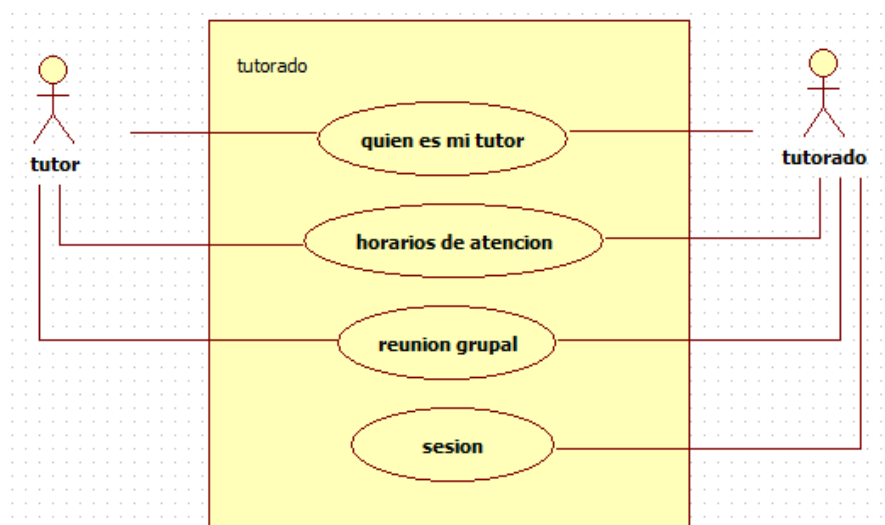 tutorado
quien es mi tutor
tutor
tutorado
horarios de atencion
reunion grupal
sesion